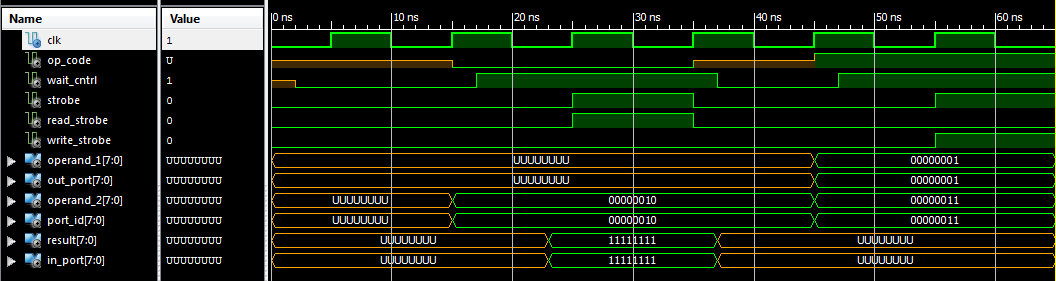 Name Value 0 ns 10 ns 20 ns 30 ns 40 ns 50 ns 60 ns
clk 1
op_code U
wait_cntrl 1
strobe 0
read_strobe 0
write_strobe 0
operand_1[7:0] UUUUUUUU UUUUUUUU 00000001
out_port[7:0] UUUUUUUU UUUUUUUU 00000001
operand_2[7:0] UUUUUUUU UUUUUUUU 00000010 00000011
port_id[7:0] UUUUUUUU UUUUUUUU 00000010 00000011
result[7:0] UUUUUUUU UUUUUUUU 11111111 UUUUUUUU
in_port[7:0] UUUUUUUU UUUUUUUU 11111111 UUUUUUUU